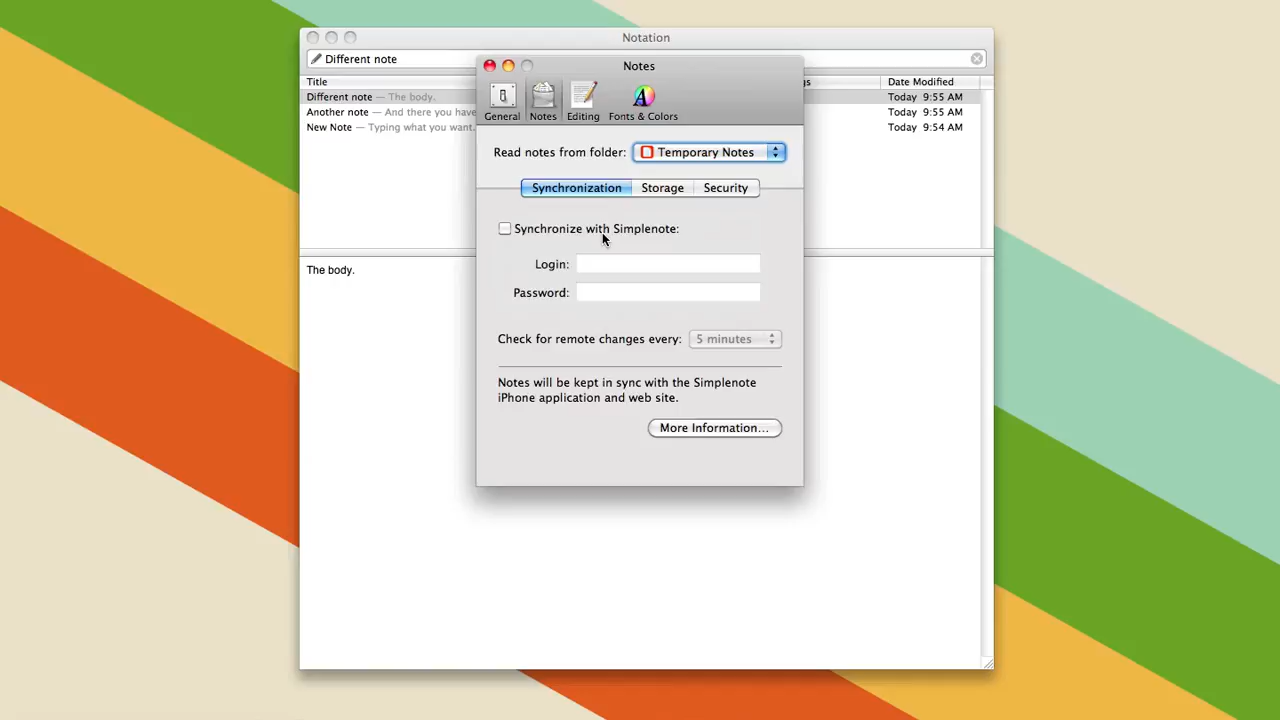 Notation
Different note
Title
Date Modified
Different note — The body.
Today 9:55 AM
Another note — And there you have
Today 9:55 AM
New Note — Typing what you want.
Today 9:54 AM
The body.
Notes
General Notes Editing Fonts & Colors
Read notes from folder: Temporary Notes
Synchronization Storage Security
Synchronize with Simplenote:
Login:
Password:
Check for remote changes every: 5 minutes
Notes will be kept in sync with the Simplenote
iPhone application and web site.
More Information...